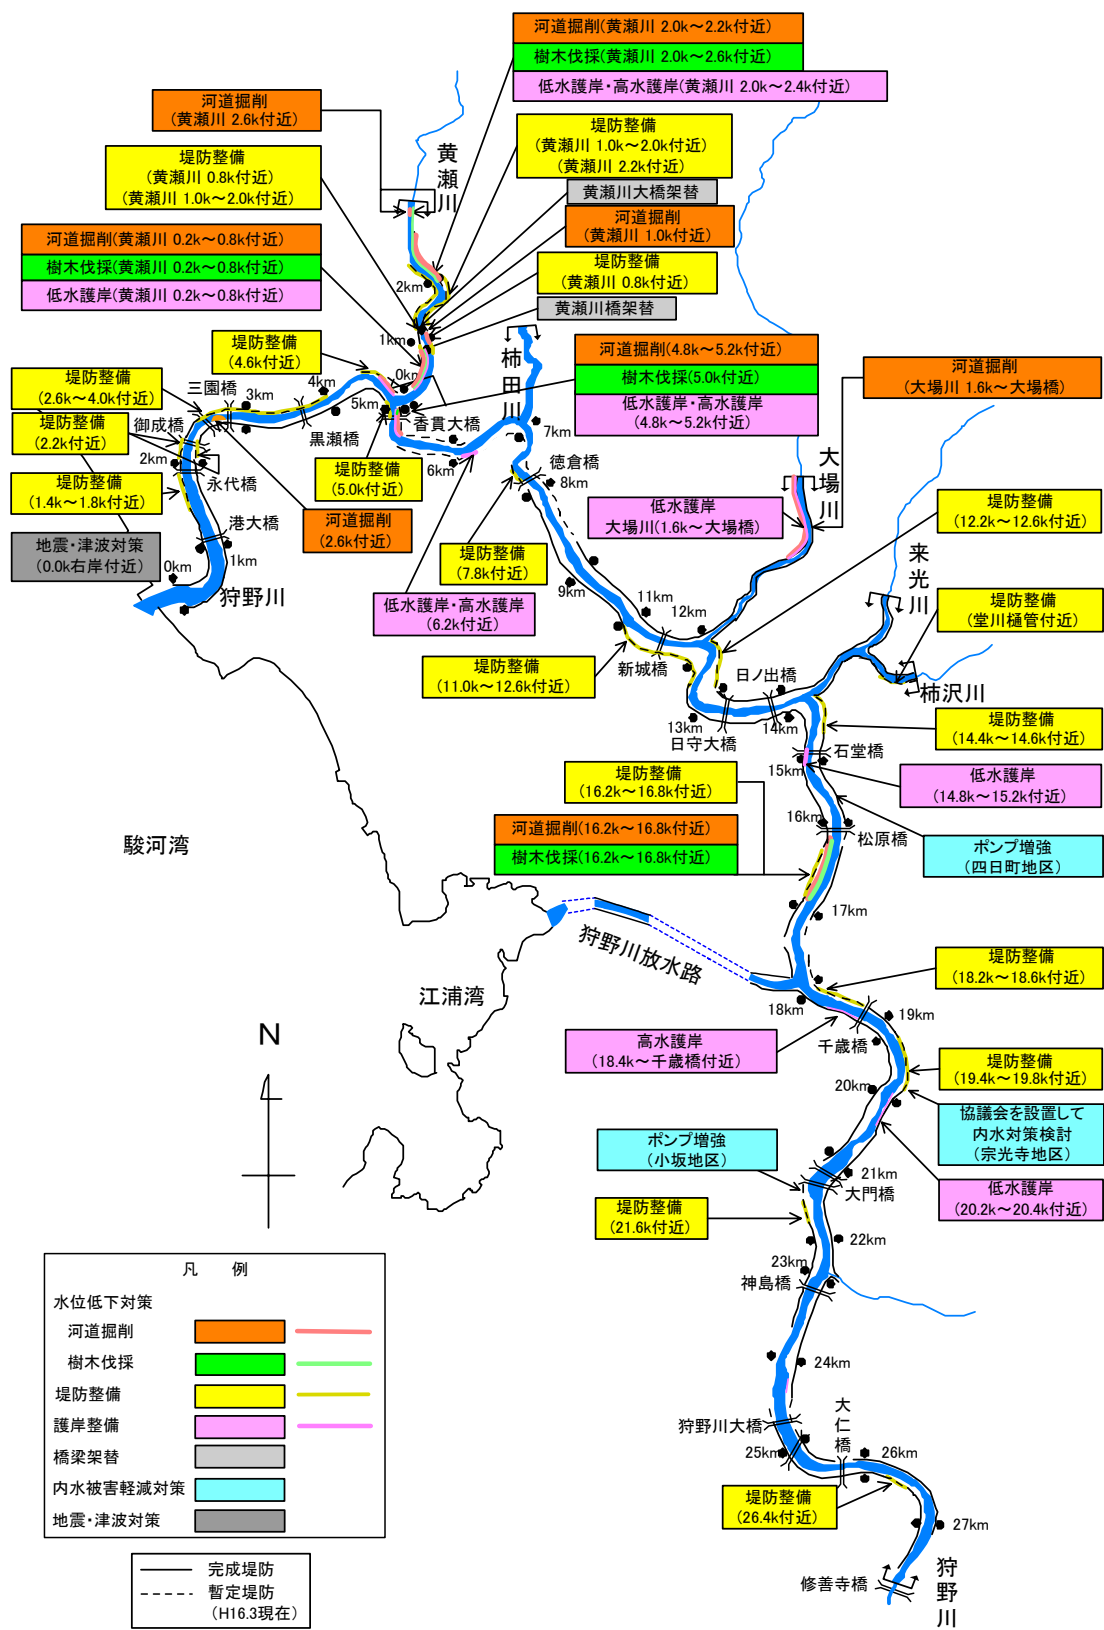 河道掘削(黄瀬川 2.0k～2.2k付近)
樹木伐採(黄瀬川 2.0k～2.6k付近)
低水護岸・高水護岸(黄瀬川 2.0k～2.4k付近)
河道掘削
(黄瀬川 2.6k付近)
堤防整備
(黄瀬川 1.0k～2.0k付近)
(黄瀬川 2.2k付近)
黄瀬川
堤防整備
(黄瀬川 0.8k付近)
(黄瀬川 1.0k～2.0k付近)
黄瀬川大橋架替
河道掘削
(黄瀬川 1.0k付近)
河道掘削(黄瀬川 0.2k～0.8k付近)
樹木伐採(黄瀬川 0.2k～0.8k付近)
低水護岸(黄瀬川 0.2k～0.8k付近)
堤防整備
(黄瀬川 0.8k付近)
黄瀬川橋架替
2km
1km
0km
柿田川
堤防整備
(4.6k付近)
河道掘削(4.8k～5.2k付近)
樹木伐採(5.0k付近)
低水護岸・高水護岸
(4.8k～5.2k付近)
河道掘削
(大場川 1.6k～大場橋)
堤防整備
(2.6k～4.0k付近)
三園橋
3km
4km
5km
香貫大橋
黒瀬橋
堤防整備
(2.2k付近)
御成橋
2km
永代橋
6km
7km
徳倉橋
8km
大場川
堤防整備
(5.0k付近)
堤防整備
(1.4k～1.8k付近)
港大橋
河道掘削
(2.6k付近)
低水護岸
大場川(1.6k～大場橋)
堤防整備
(12.2k～12.6k付近)
地震・津波対策
(0.0k右岸付近)
0km
1km
狩野川
堤防整備
(7.8k付近)
9km
低水護岸・高水護岸
(6.2k付近)
11km
12km
来光川
堤防整備
(堂川樋管付近)
堤防整備
(11.0k～12.6k付近)
新城橋
日ノ出橋
柿沢川
13km
日守大橋
14km
堤防整備
(14.4k～14.6k付近)
石堂橋
15km
低水護岸
(14.8k～15.2k付近)
堤防整備
(16.2k～16.8k付近)
河道掘削(16.2k～16.8k付近)
樹木伐採(16.2k～16.8k付近)
16km
松原橋
ポンプ増強
(四日町地区)
駿河湾
17km
狩野川放水路
江浦湾
堤防整備
(18.2k～18.6k付近)
18km
19km
千歳橋
高水護岸
(18.4k～千歳橋付近)
堤防整備
(19.4k～19.8k付近)
20km
協議会を設置して
内水対策検討
(宗光寺地区)
ポンプ増強
(小坂地区)
21km
大門橋
低水護岸
(20.2k～20.4k付近)
堤防整備
(21.6k付近)
22km
23km
神島橋
24km
狩野川大橋
25km
大仁橋
26km
堤防整備
(26.4k付近)
27km
修善寺橋
狩野川
N
凡 例
水位低下対策
河道掘削
樹木伐採
堤防整備
護岸整備
橋梁架替
内水被害軽減対策
地震・津波対策
完成堤防
暫定堤防
(H16.3現在)